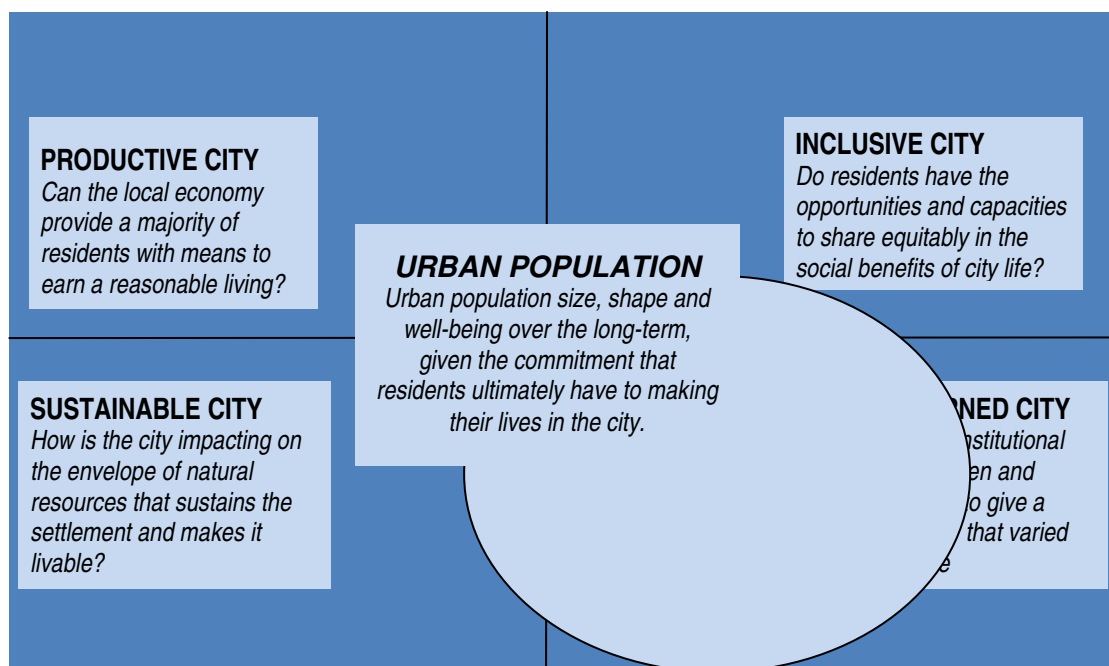 PRODUCTIVE CITY
Can the local economy
provide a majority of
residents with means to
earn a reasonable living?
INCLUSIVE CITY
Do residents have the
opportunities and capacities
to share equitably in the
social benefits of city life?
URBAN POPULATION
Urban population size, shape and
well-being over the long-term,
given the commitment that
residents ultimately have to making
their lives in the city.
SUSTAINABLE CITY
How is the city impacting on
the envelope of natural
resources that sustains the
settlement and makes it
livable?
CITY
and
give a
that varied